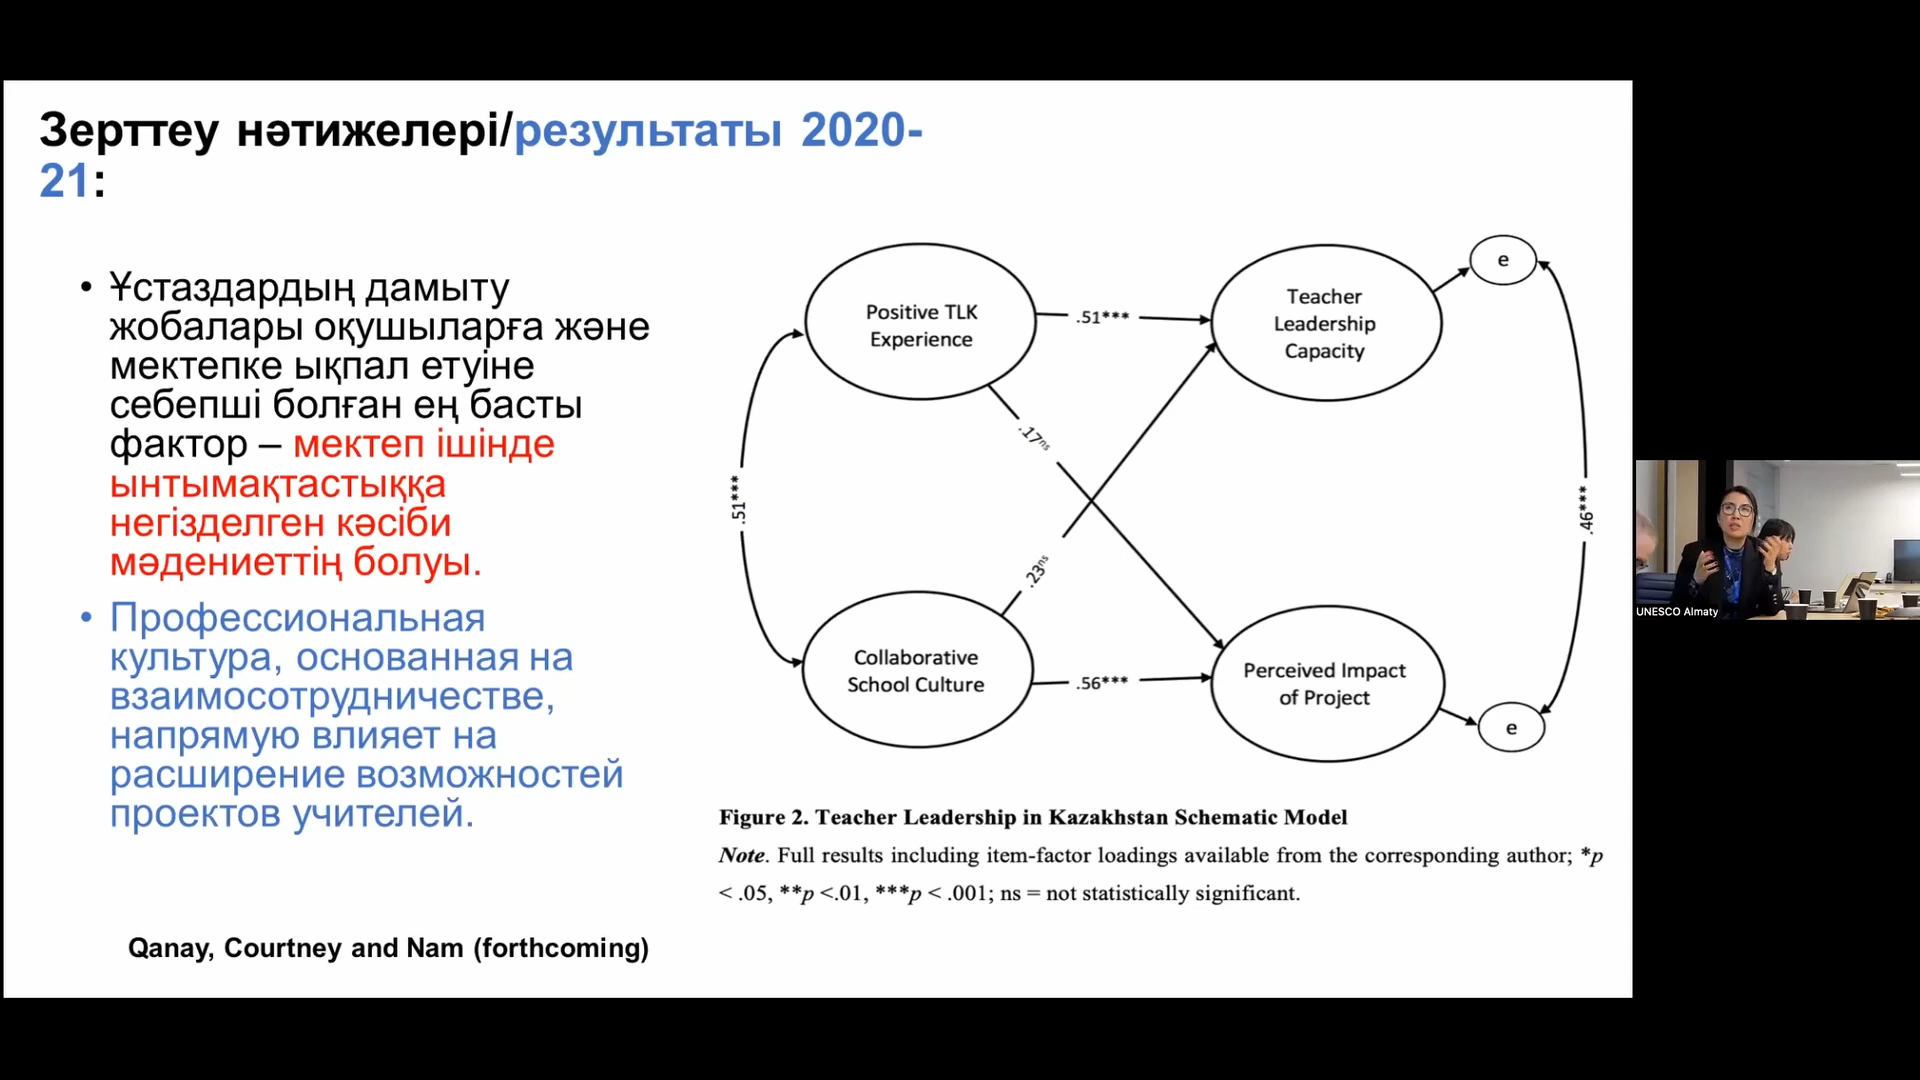 Зерттеу нәтижелері/результаты 2020-
21:
• Ұстаздардың дамыту
жобалары оқушыларға және
мектепке ықпал етуіне
себепші болған ең басты
фактор – мектеп ішінде
ынтымақтастыққа
негізделген кәсіби
мәдениеттің болуы.
• Профессиональная
культура, основанная на
взаимосотрудничестве,
напрямую влияет на
расширение возможностей
проектов учителей.
Qanay, Courtney and Nam (forthcoming)
Positive TLK
Experience
.51***
Teacher
Leadership
Capacity
e
.17ns
.51***
.46***
.23ns
Collaborative
School Culture
.56***
Perceived Impact
of Project
e
Figure 2. Teacher Leadership in Kazakhstan Schematic Model
Note. Full results including item-factor loadings available from the corresponding author; *p
< .05, **p <.01, ***p < .001; ns = not statistically significant.
UNESCO Almaty